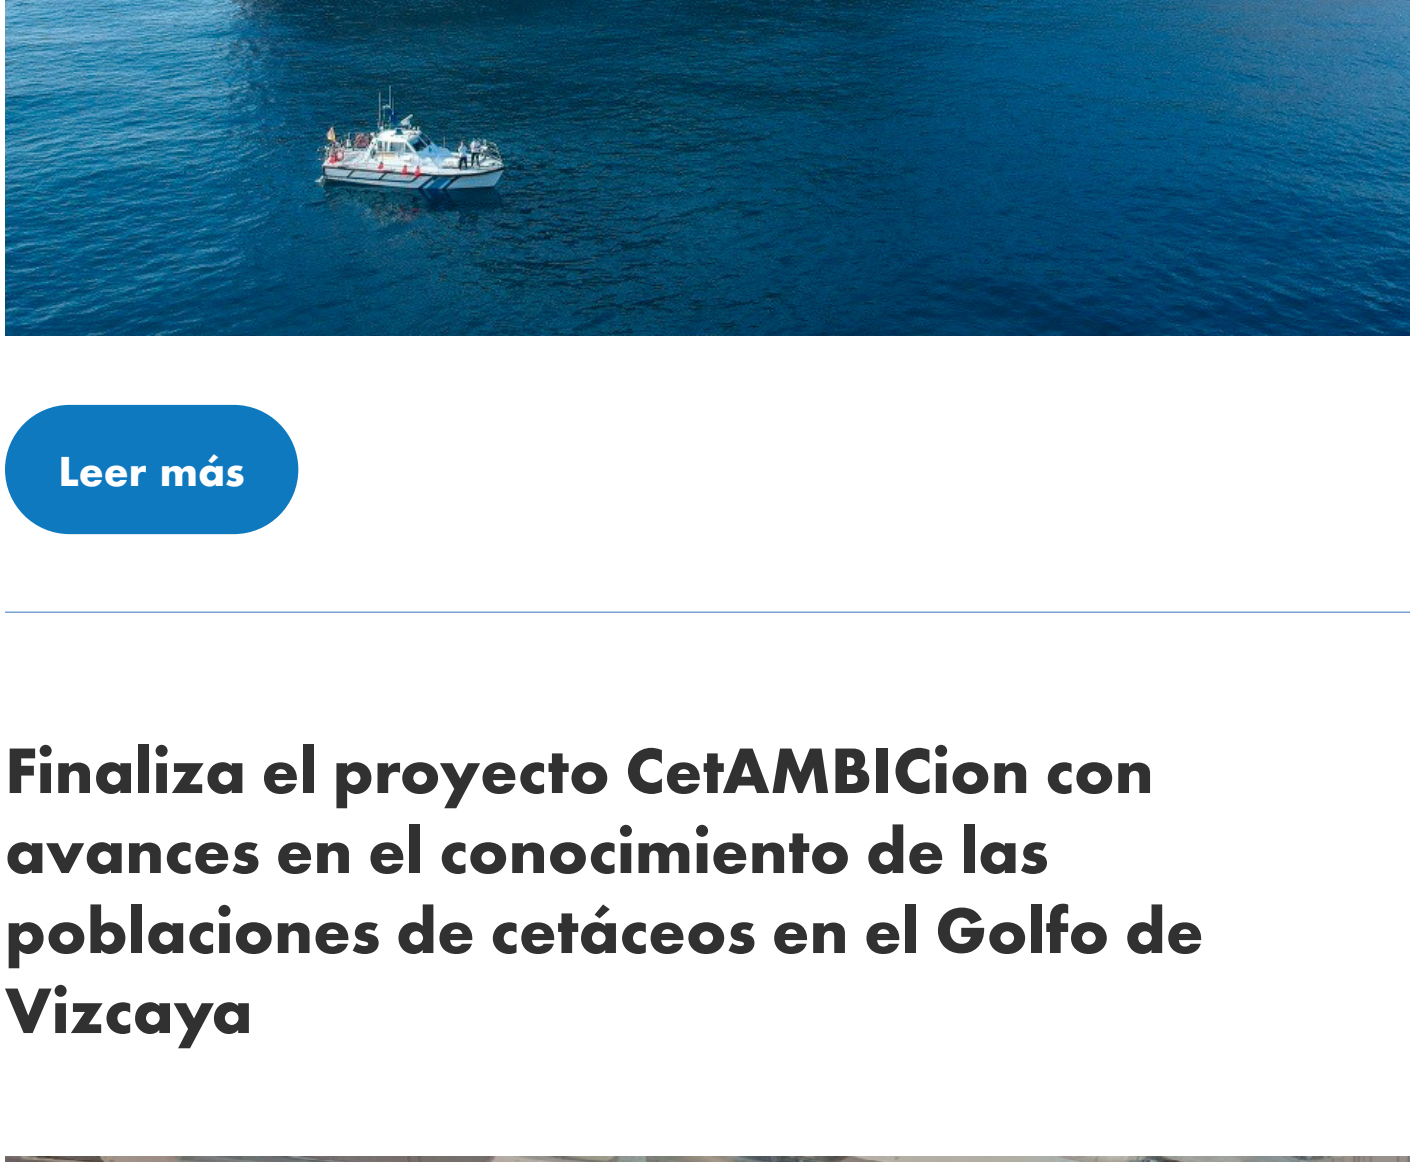 Leer más
Finaliza el proyecto CetAMBICion con
avances en el conocimiento de las
poblaciones de cetáceos en el Golfo de
Vizcaya